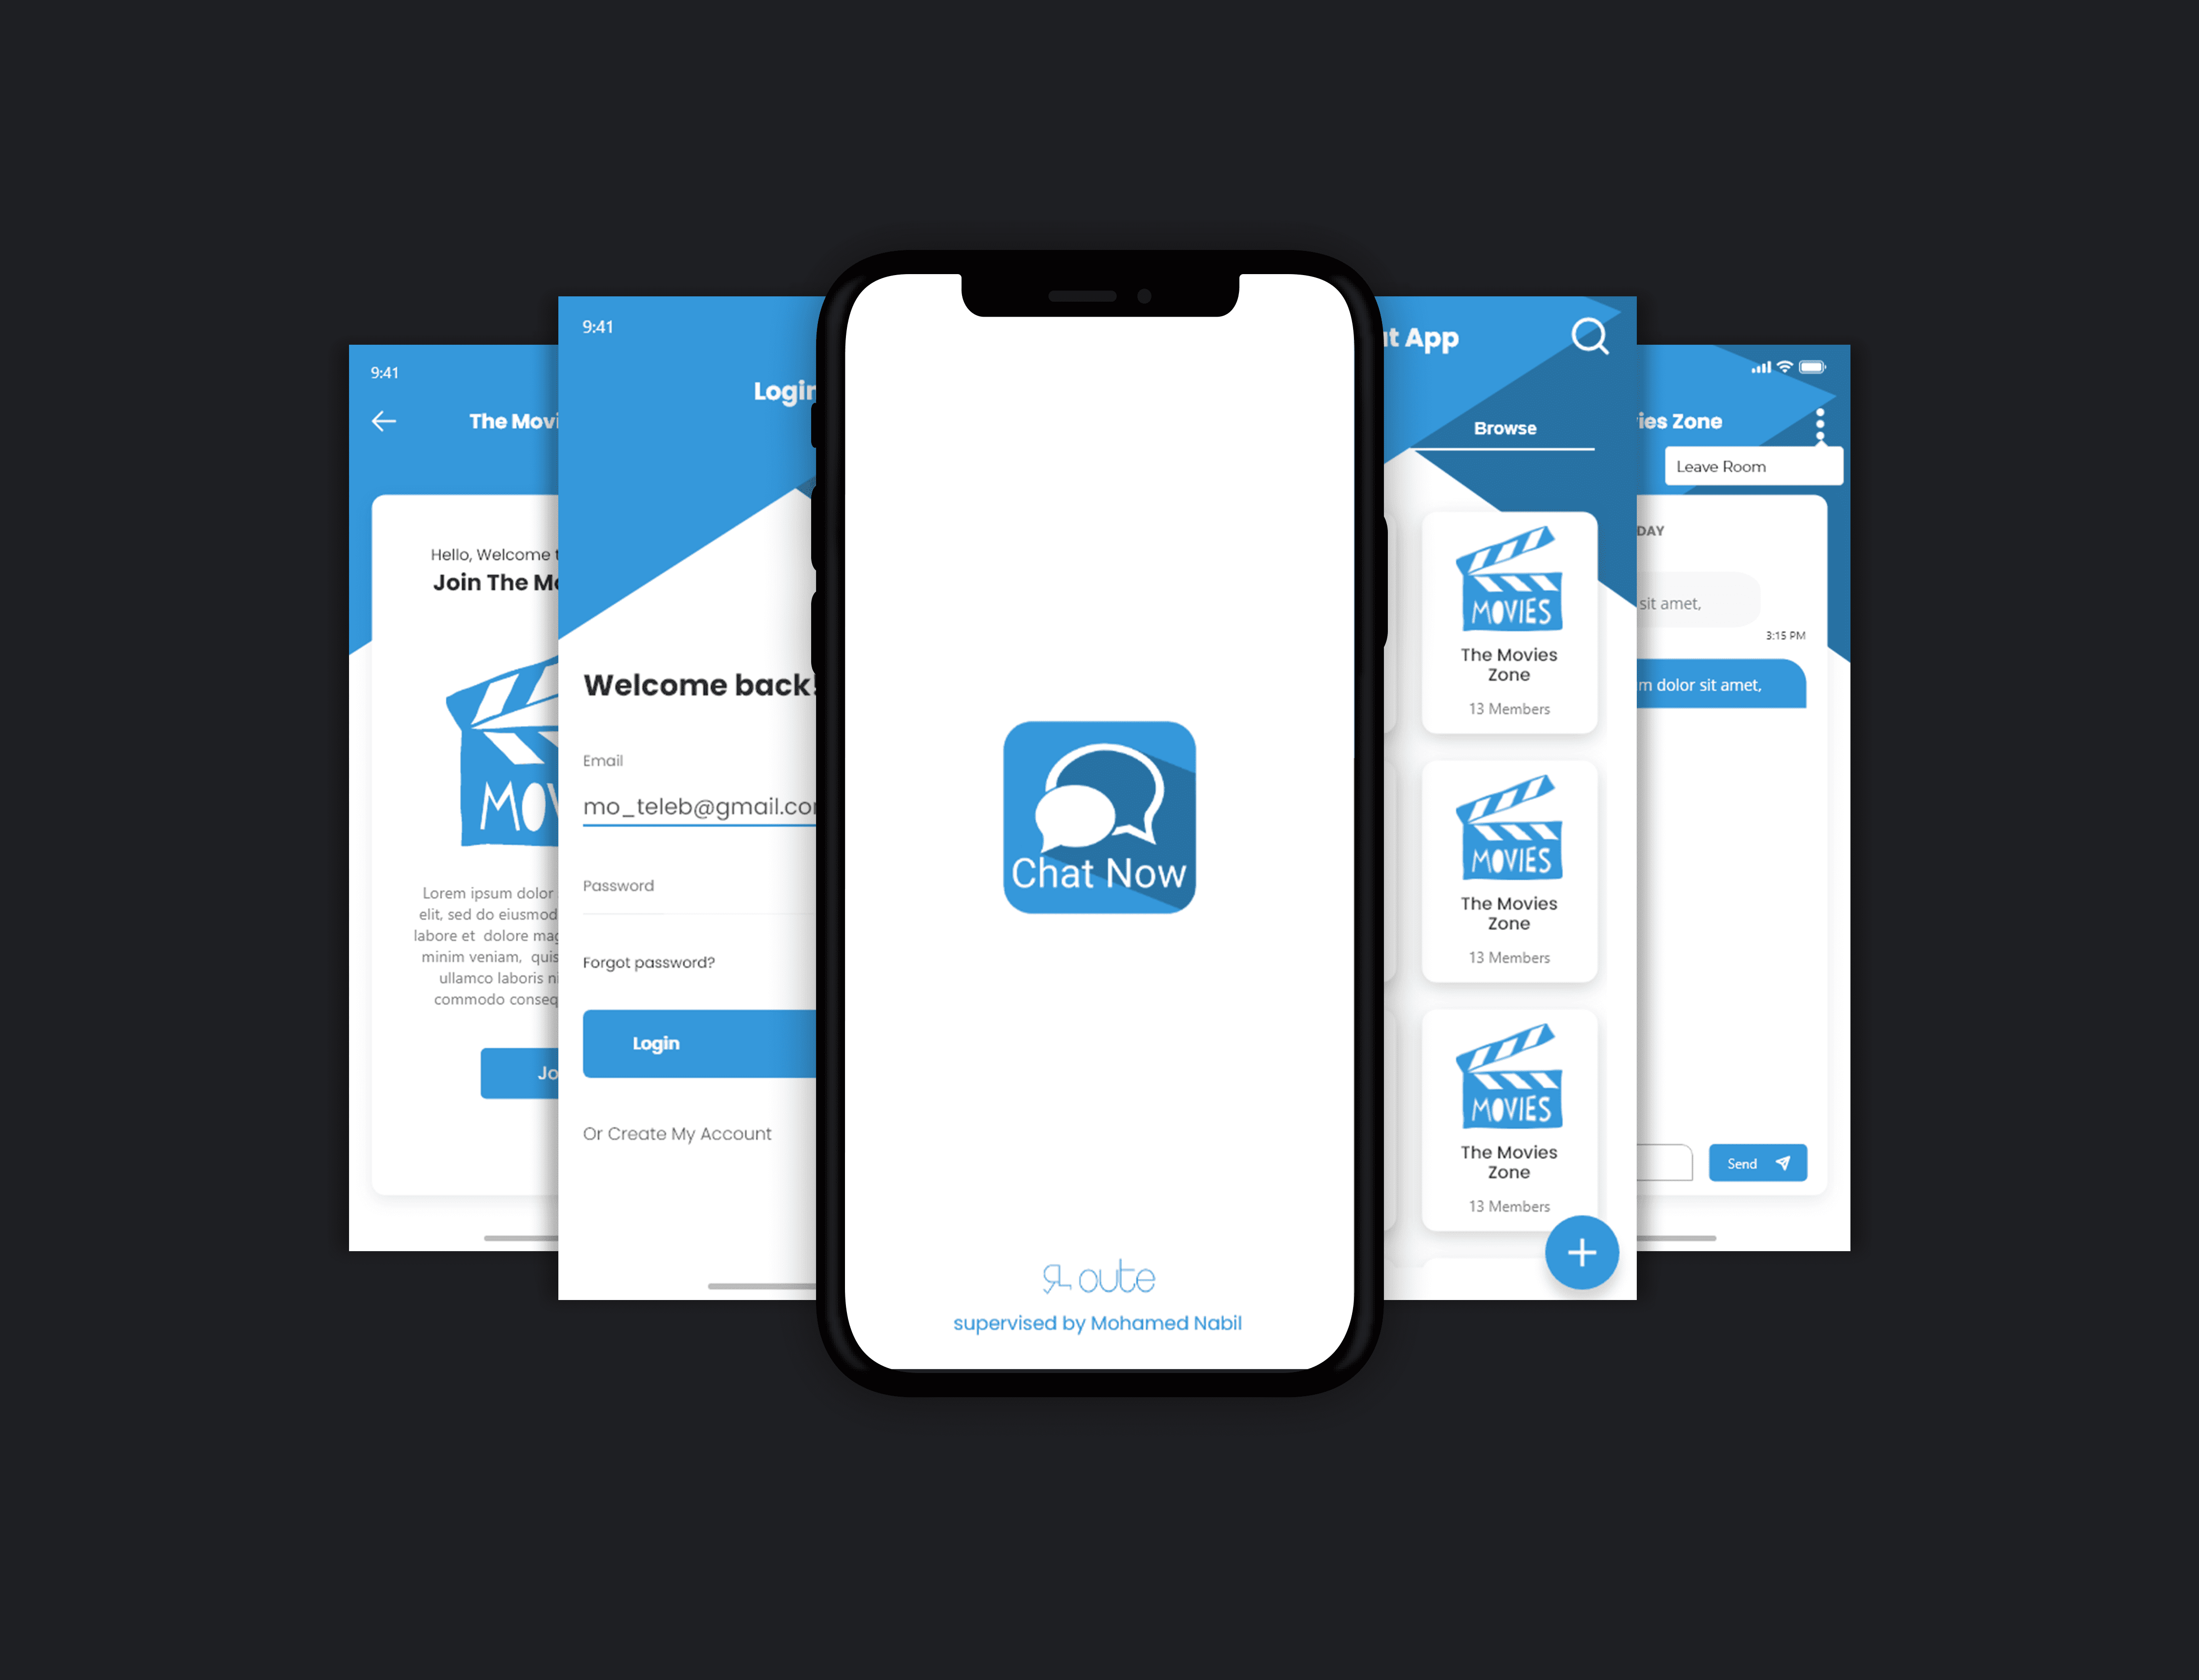 9:41
The Movi
Hello, Welcome t
Join The Mo
MOV
Lorem ipsum dolor
elit, sed do eiusmod
labore et dolore mag
minim veniam, quis
ullamco laboris ni
commodo conseq
Jo
9:41
Login
Welcome back!
Email
mo_teleb@gmail.com
Password
Forgot password?
Login
Or Create My Account
Chat Now
Route
supervised by Mohamed Nabil
at App
Browse
MOVIES
The Movies
Zone
13 Members
MOVIES
The Movies
Zone
13 Members
MOVIES
The Movies
Zone
13 Members
ies Zone
Leave Room
DAY
sit amet,
3:15 PM
m dolor sit amet,
Send